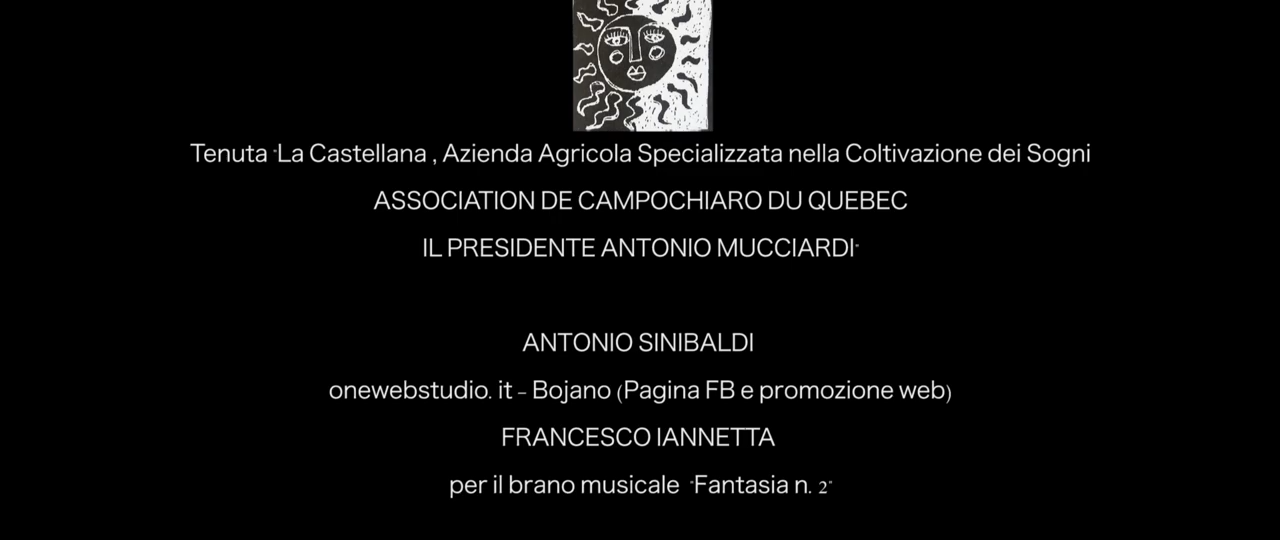 Tenuta "La Castellana , Azienda Agricola Specializzata nella Coltivazione dei Sogni
ASSOCIATION DE CAMPOCHIARO DU QUEBEC
IL PRESIDENTE ANTONIO MUCCIARDI"
ANTONIO SINIBALDI
onewebstudio. it – Bojano (Pagina FB e promozione web)
FRANCESCO IANNETTA
per il brano musicale "Fantasia n. 2"